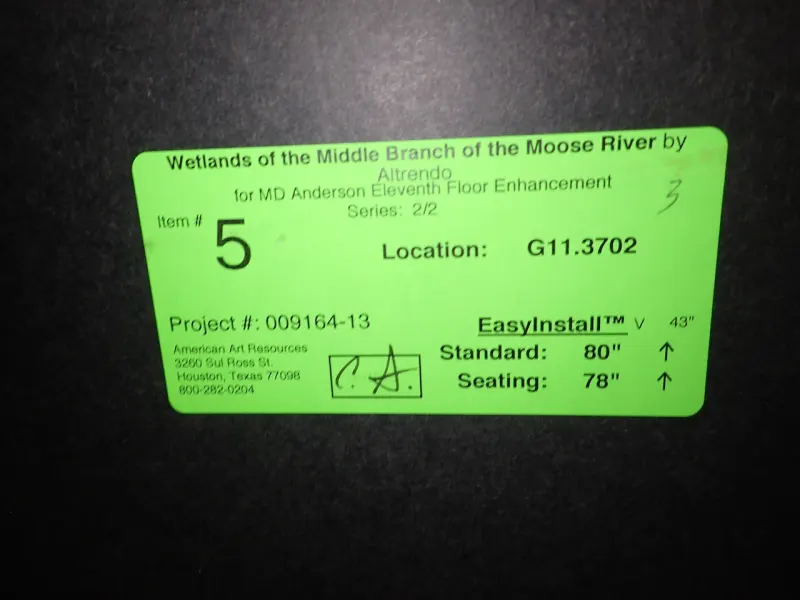 Wetlands of the Middle Branch of the Moose River by
Altrendo
for MD Anderson Eleventh Floor Enhancement
Series: 2/2
3
Item #
5
Location: G11.3702
Project #: 009164-13
American Art Resources
3260 Sul Ross St.
Houston, Texas 77098
800-282-0204
C.A.
EasyInstall™ V 43"
Standard: 80" ↑
Seating: 78" ↑